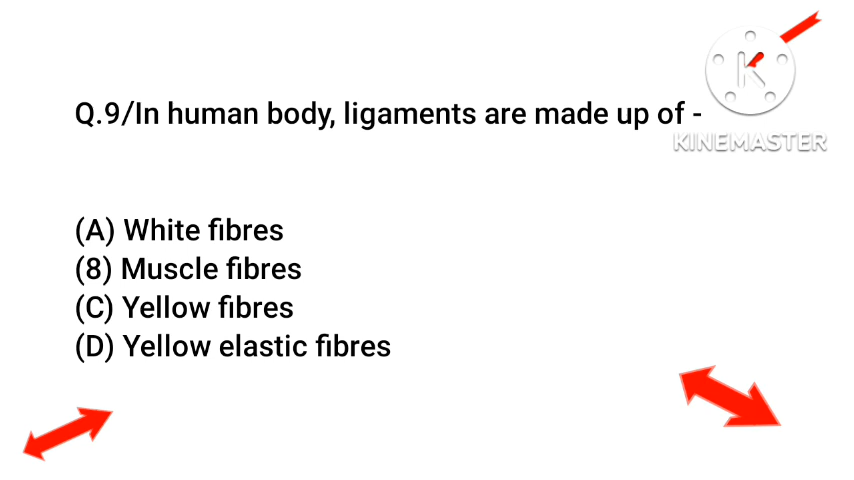 Q.9/In human body, ligaments are made up of -
KINEMASTER
(A) White fibres
(8) Muscle fibres
(C) Yellow fibres
(D) Yellow elastic fibres